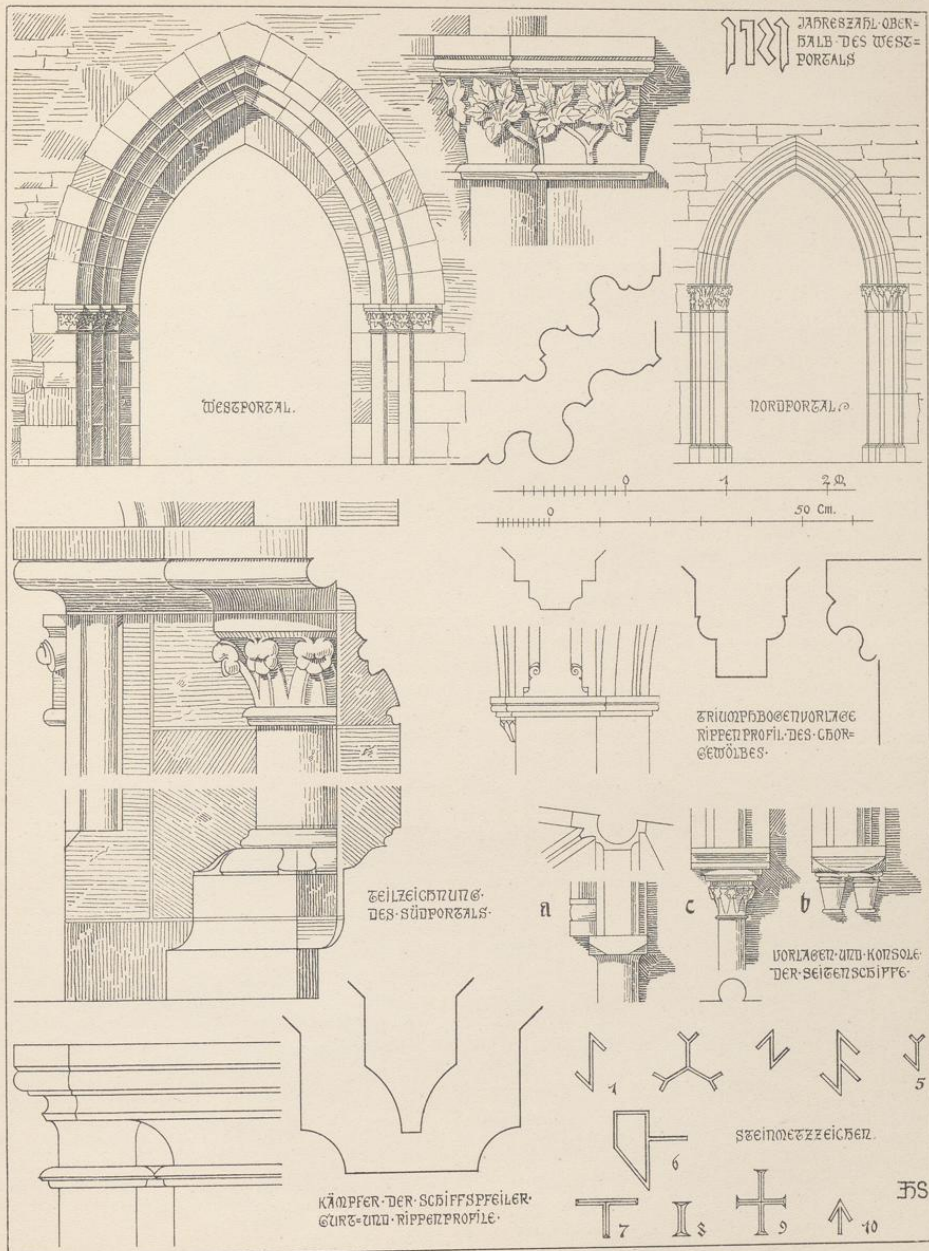 JAHRESZAHL·OBER=
HALB·DES WEST=
PORTALS
WESTPORTAL.
NORDPORTAL
0 1 2 M.
0 50 Cm.
TRIUMPHBOGENVORLAGE
RIPPENPROFIL·DES·CHOR=
GEWÖLBES·
TEILZEICHNUNG·
DES·SÜDPORTALS·
a c b
VORLAGEN·UND·KONSOLE·
DER·SEITENSCHIFFE·
1 5
6
STEINMETZZEICHEN.
7 8 9 10
HS
KÄMPFER·DER·SCHIFFSPFEILER·
GURT=UND·RIPPENPROFILE·